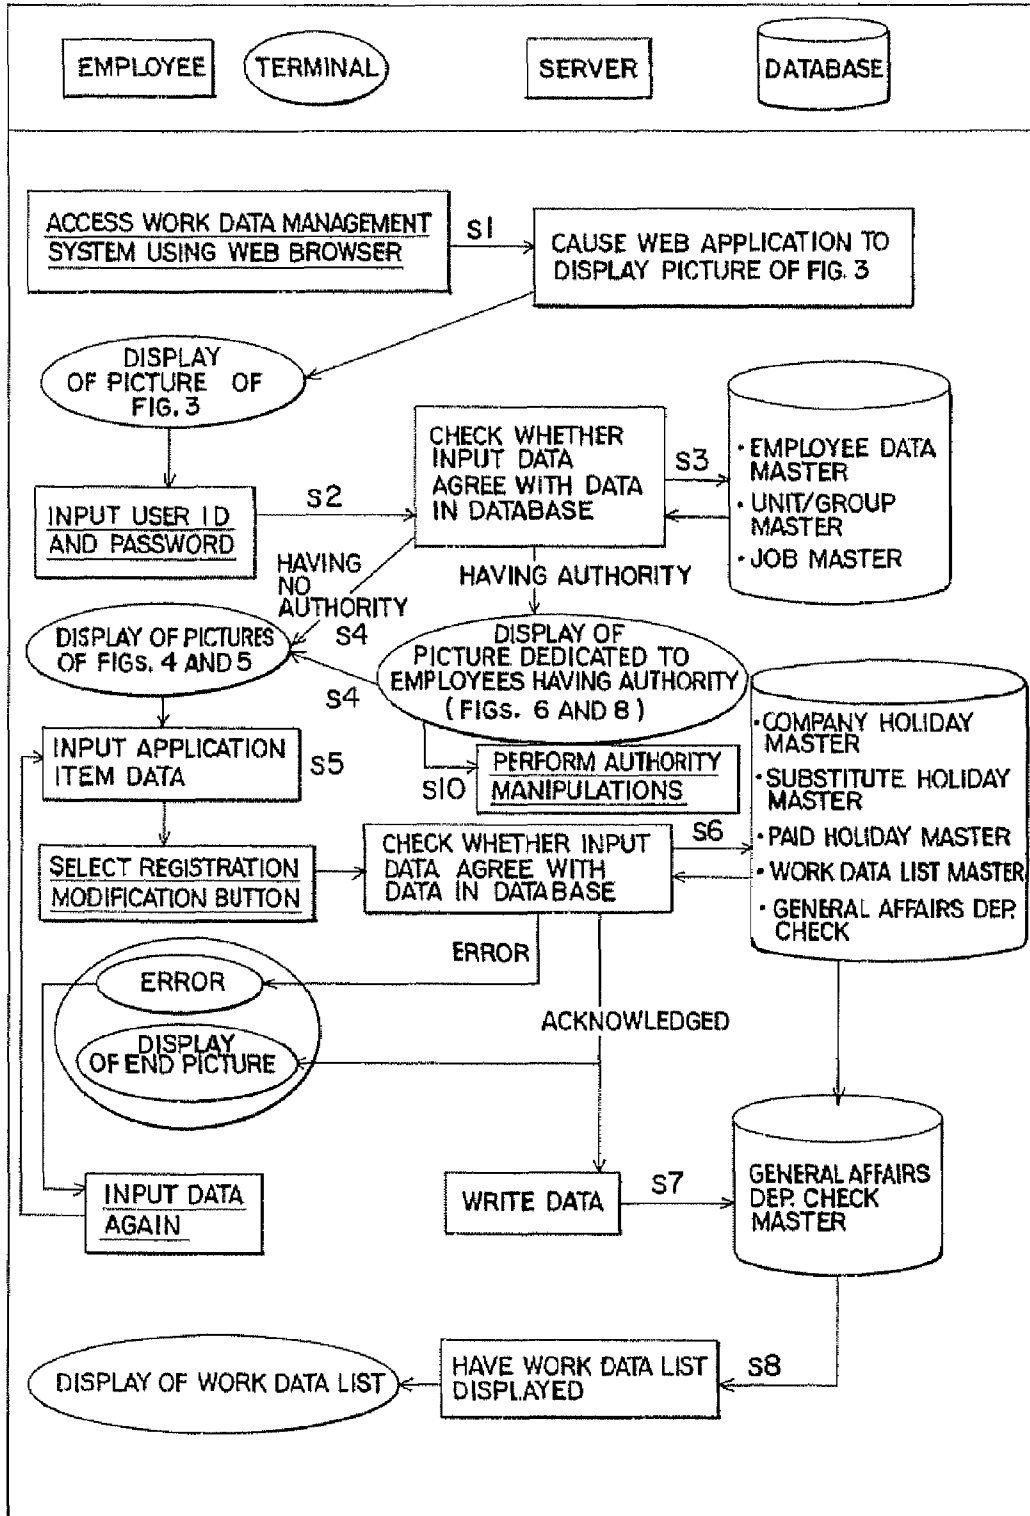 EMPLOYEE
TERMINAL
SERVER
DATABASE
ACCESS WORK DATA MANAGEMENT
SYSTEM USING WEB BROWSER
S1
CAUSE WEB APPLICATION TO
DISPLAY PICTURE OF FIG. 3
DISPLAY
OF PICTURE OF
FIG. 3
CHECK WHETHER
INPUT DATA
AGREE WITH DATA
IN DATABASE
S3
• EMPLOYEE DATA
MASTER
• UNIT/GROUP
MASTER
• JOB MASTER
INPUT USER ID
AND PASSWORD
S2
HAVING
NO
AUTHORITY
S4
HAVING AUTHORITY
DISPLAY OF PICTURES
OF FIGS. 4 AND 5
S4
DISPLAY OF
PICTURE DEDICATED TO
EMPLOYEES HAVING AUTHORITY
(FIGS. 6 AND 8)
• COMPANY HOLIDAY
MASTER
• SUBSTITUTE HOLIDAY
MASTER
• PAID HOLIDAY MASTER
• WORK DATA LIST MASTER
• GENERAL AFFAIRS DEP.
CHECK
INPUT APPLICATION
ITEM DATA
S5
S10
PERFORM AUTHORITY
MANIPULATIONS
SELECT REGISTRATION
MODIFICATION BUTTON
CHECK WHETHER INPUT
DATA AGREE WITH
DATA IN DATABASE
S6
ERROR
ERROR
ACKNOWLEDGED
DISPLAY
OF END PICTURE
INPUT DATA
AGAIN
WRITE DATA
S7
GENERAL AFFAIRS
DEP. CHECK
MASTER
DISPLAY OF WORK DATA LIST
HAVE WORK DATA LIST
DISPLAYED
S8